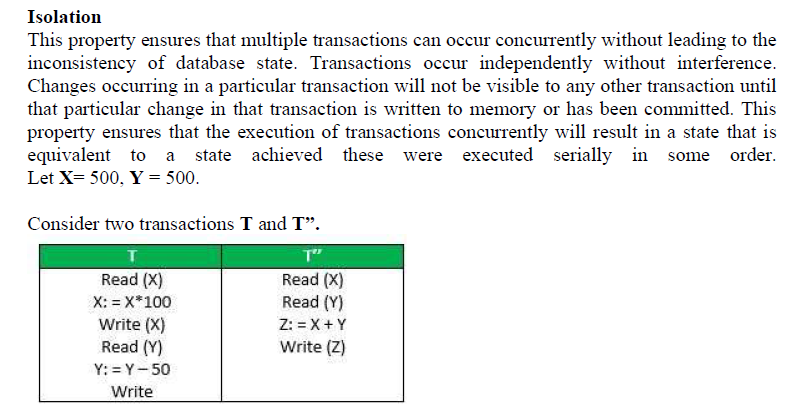 Isolation
This property ensures that multiple transactions can occur concurrently without leading to the
inconsistency of database state. Transactions occur independently without interference.
Changes occurring in a particular transaction will not be visible to any other transaction until
that particular change in that transaction is written to memory or has been committed. This
property ensures that the execution of transactions concurrently will result in a state that is
equivalent to a state achieved these were executed serially in some order.
Let X= 500, Y = 500.
Consider two transactions T and T”.
T T”
Read (X) Read (X)
X: = X*100 Read (Y)
Write (X) Z: = X + Y
Read (Y) Write (Z)
Y: = Y – 50
Write